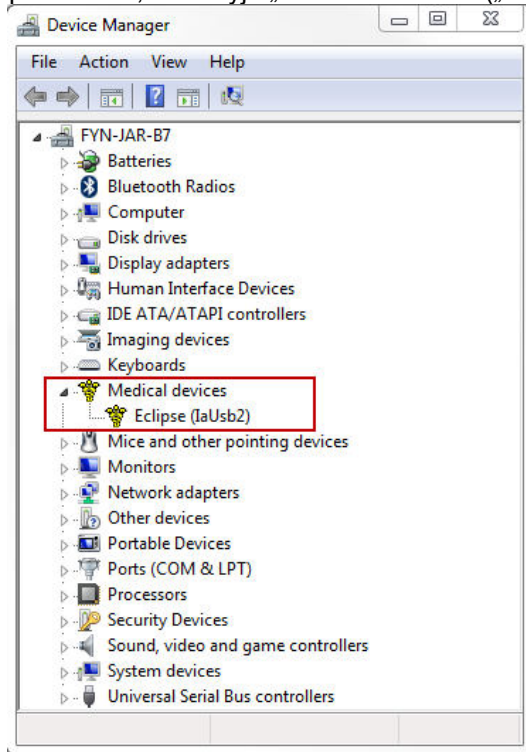 Device Manager
File Action View Help
FYN-JAR-B7
Batteries
Bluetooth Radios
Computer
Disk drives
Display adapters
Human Interface Devices
IDE ATA/ATAPI controllers
Imaging devices
Keyboards
Medical devices
Eclipse (IaUsb2)
Mice and other pointing devices
Monitors
Network adapters
Other devices
Portable Devices
Ports (COM & LPT)
Processors
Security Devices
Sound, video and game controllers
System devices
Universal Serial Bus controllers